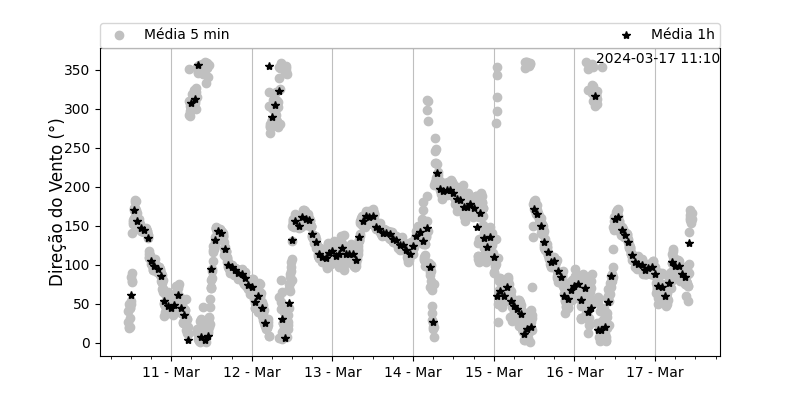 Média 5 min
Média 1h
2024-03-17 11:10
Direção do Vento (°)
350
300
250
200
150
100
50
0
11 - Mar
12 - Mar
13 - Mar
14 - Mar
15 - Mar
16 - Mar
17 - Mar